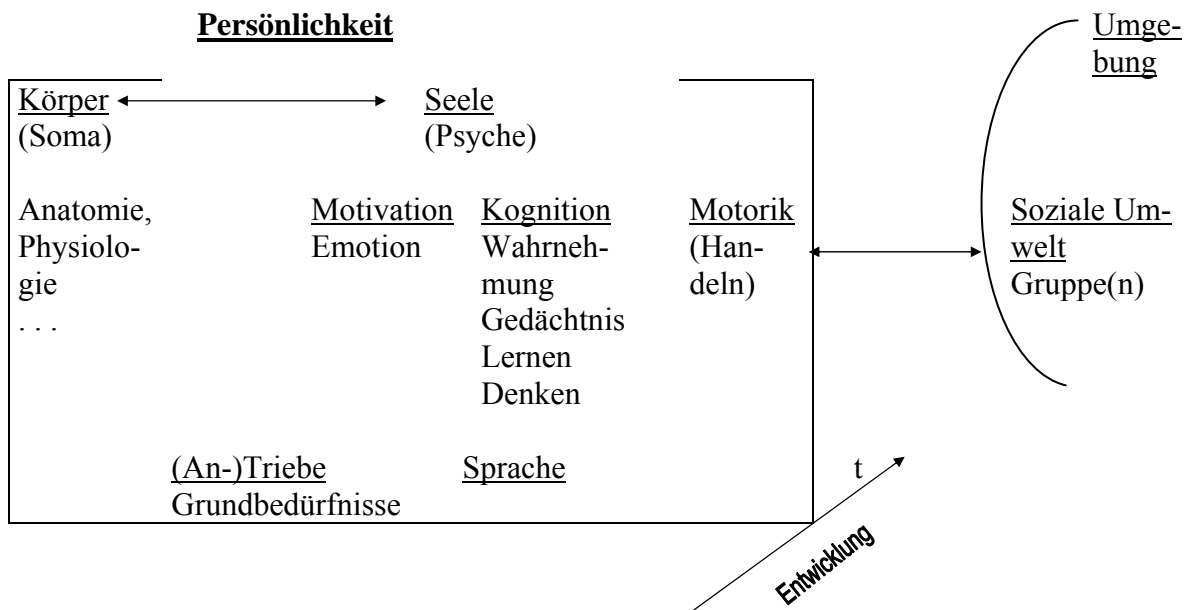 Persönlichkeit
Umge-
bung
Körper
(Soma)
Seele
(Psyche)
Anatomie,
Physiolo-
gie
. . .
Motivation
Emotion
Kognition
Wahrneh-
mung
Gedächtnis
Lernen
Denken
Motorik
(Han-
deln)
Soziale Um-
welt
Gruppe(n)
(An-)Triebe
Grundbedürfnisse
Sprache
t
Entwicklung